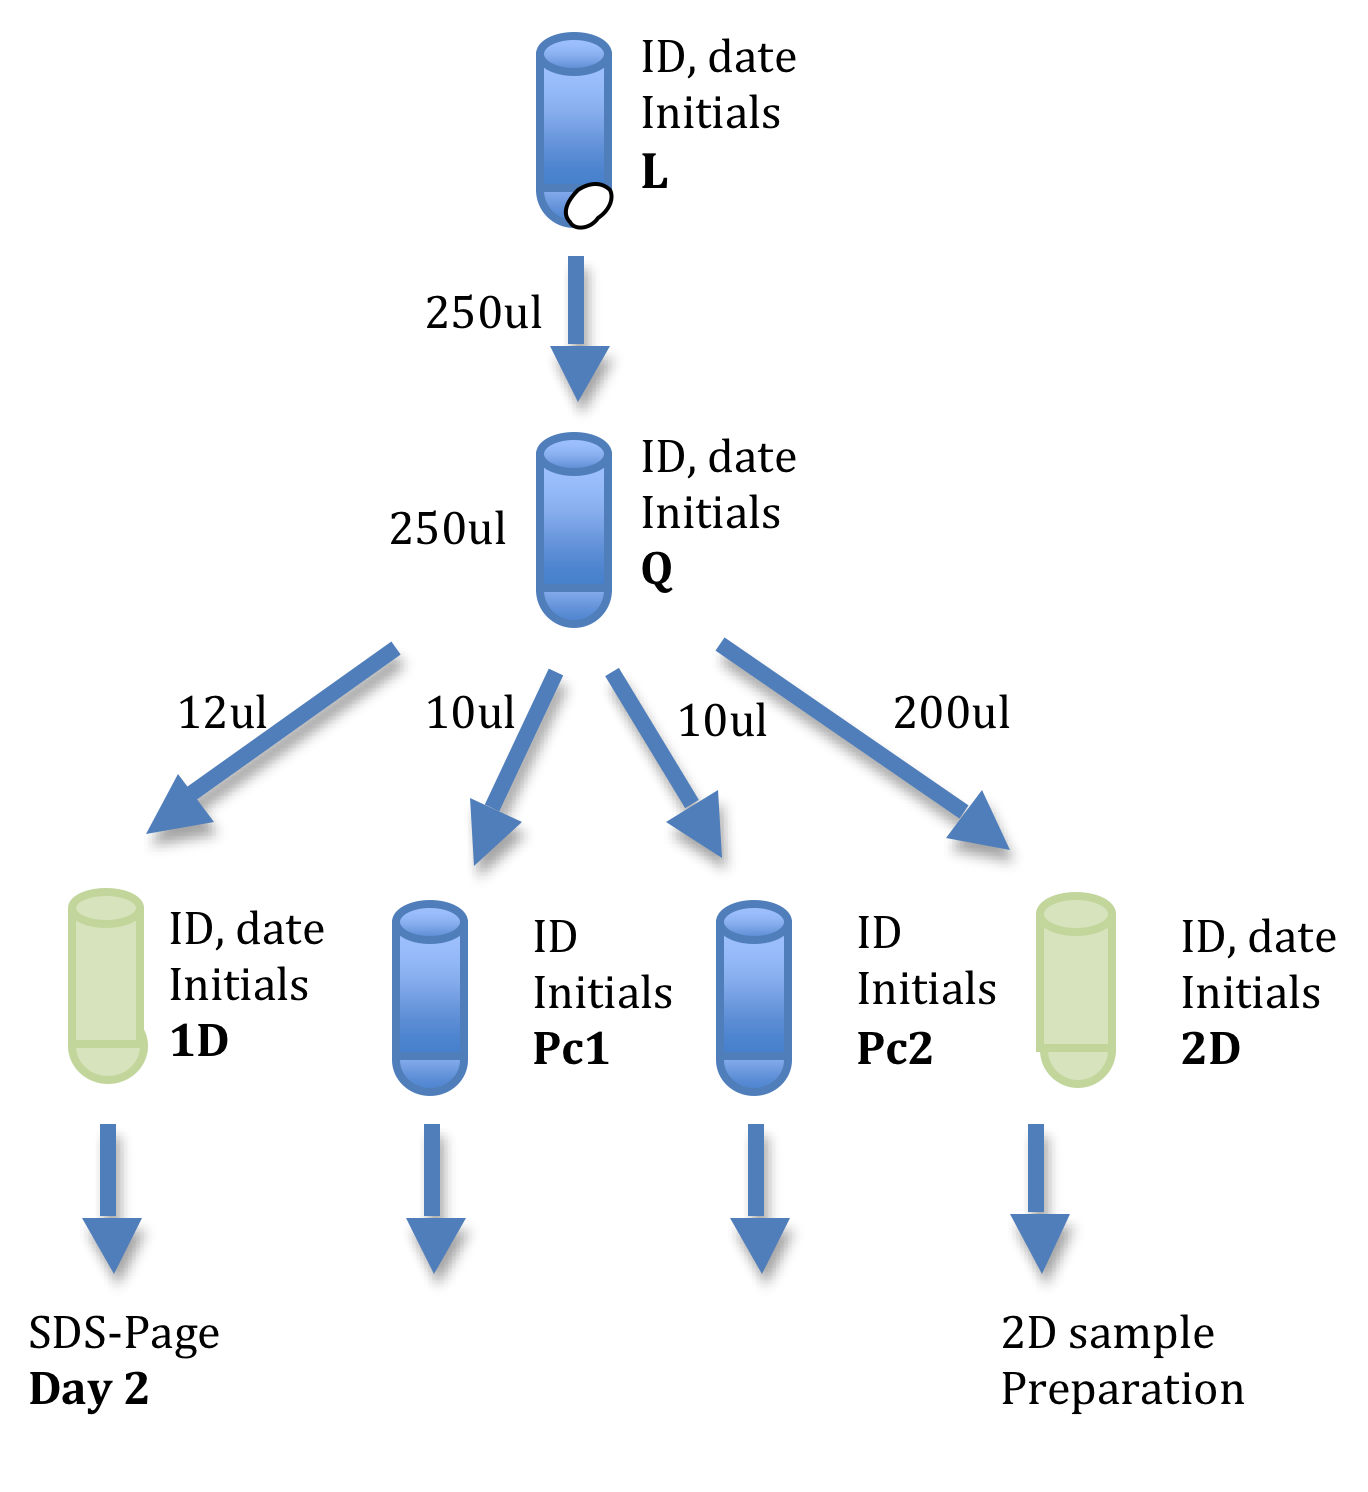 ID, date
Initials
L
250ul
250ul
ID, date
Initials
Q
12ul
10ul
10ul
200ul
ID, date
Initials
1D
ID
Initials
Pc1
ID
Initials
Pc2
ID, date
Initials
2D
SDS-Page
Day 2
2D sample
Preparation